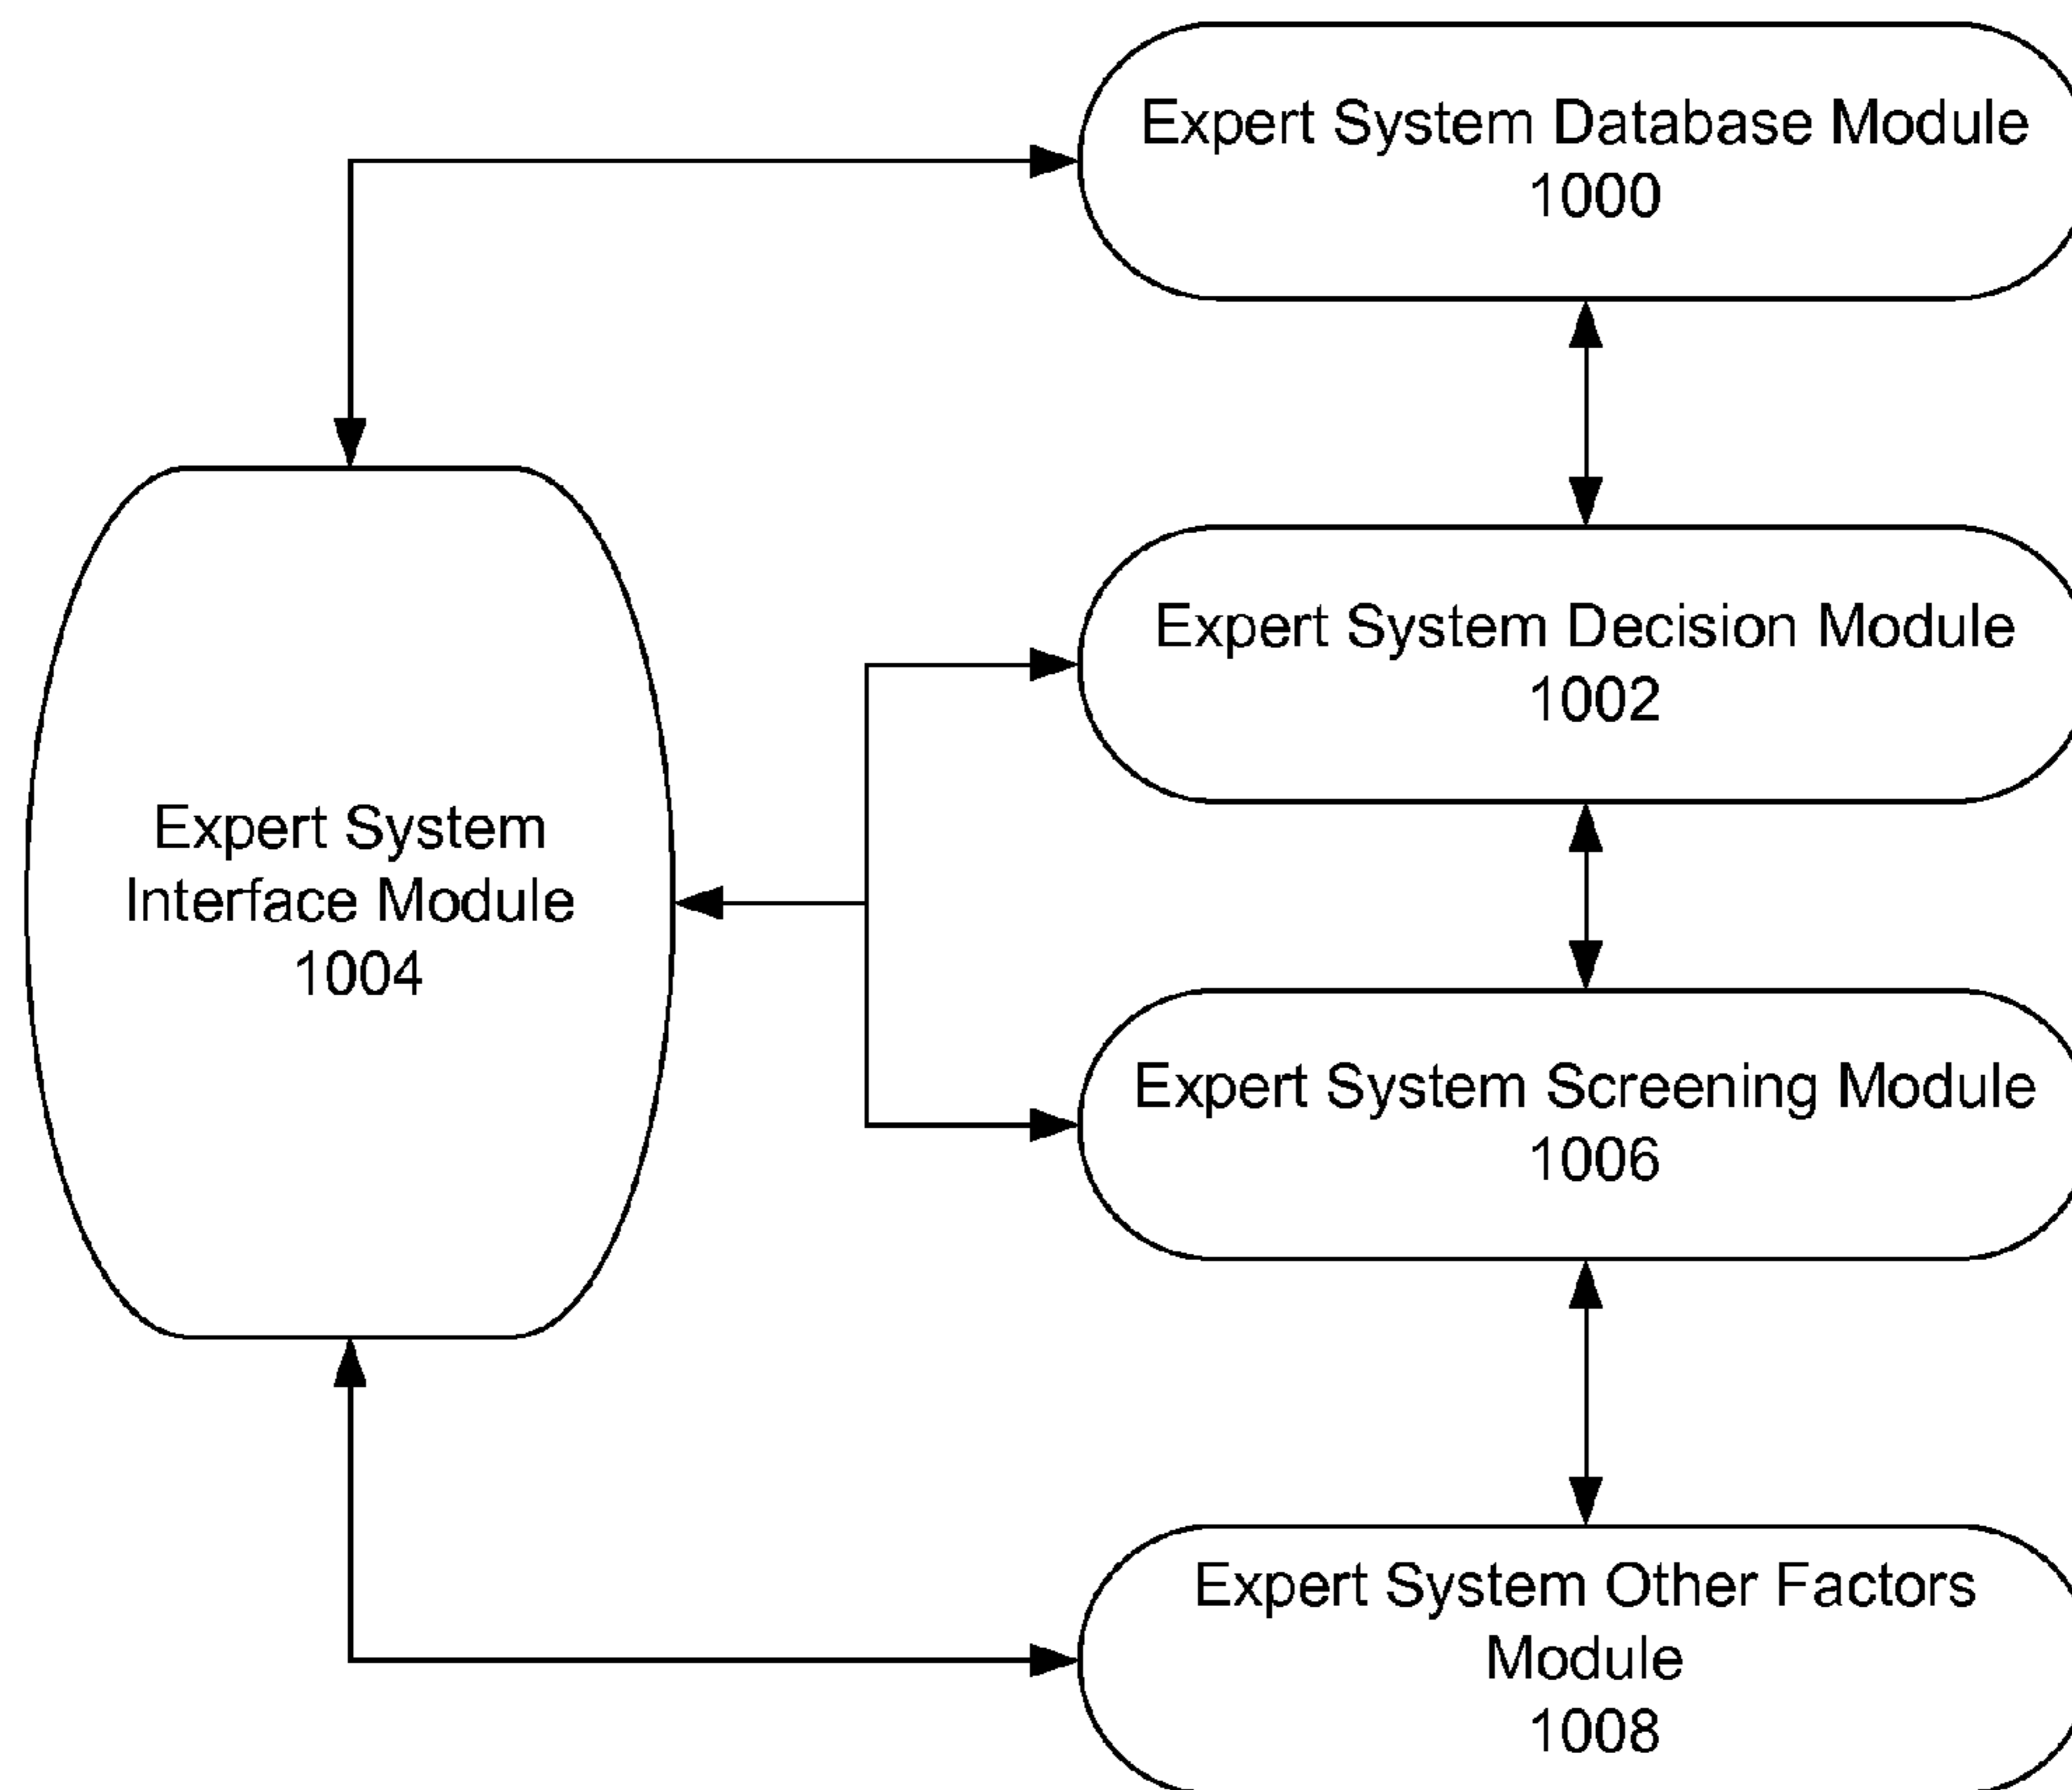 Expert System Database Module
1000
Expert System Decision Module
1002
Expert System
Interface Module
1004
Expert System Screening Module
1006
Expert System Other Factors
Module
1008